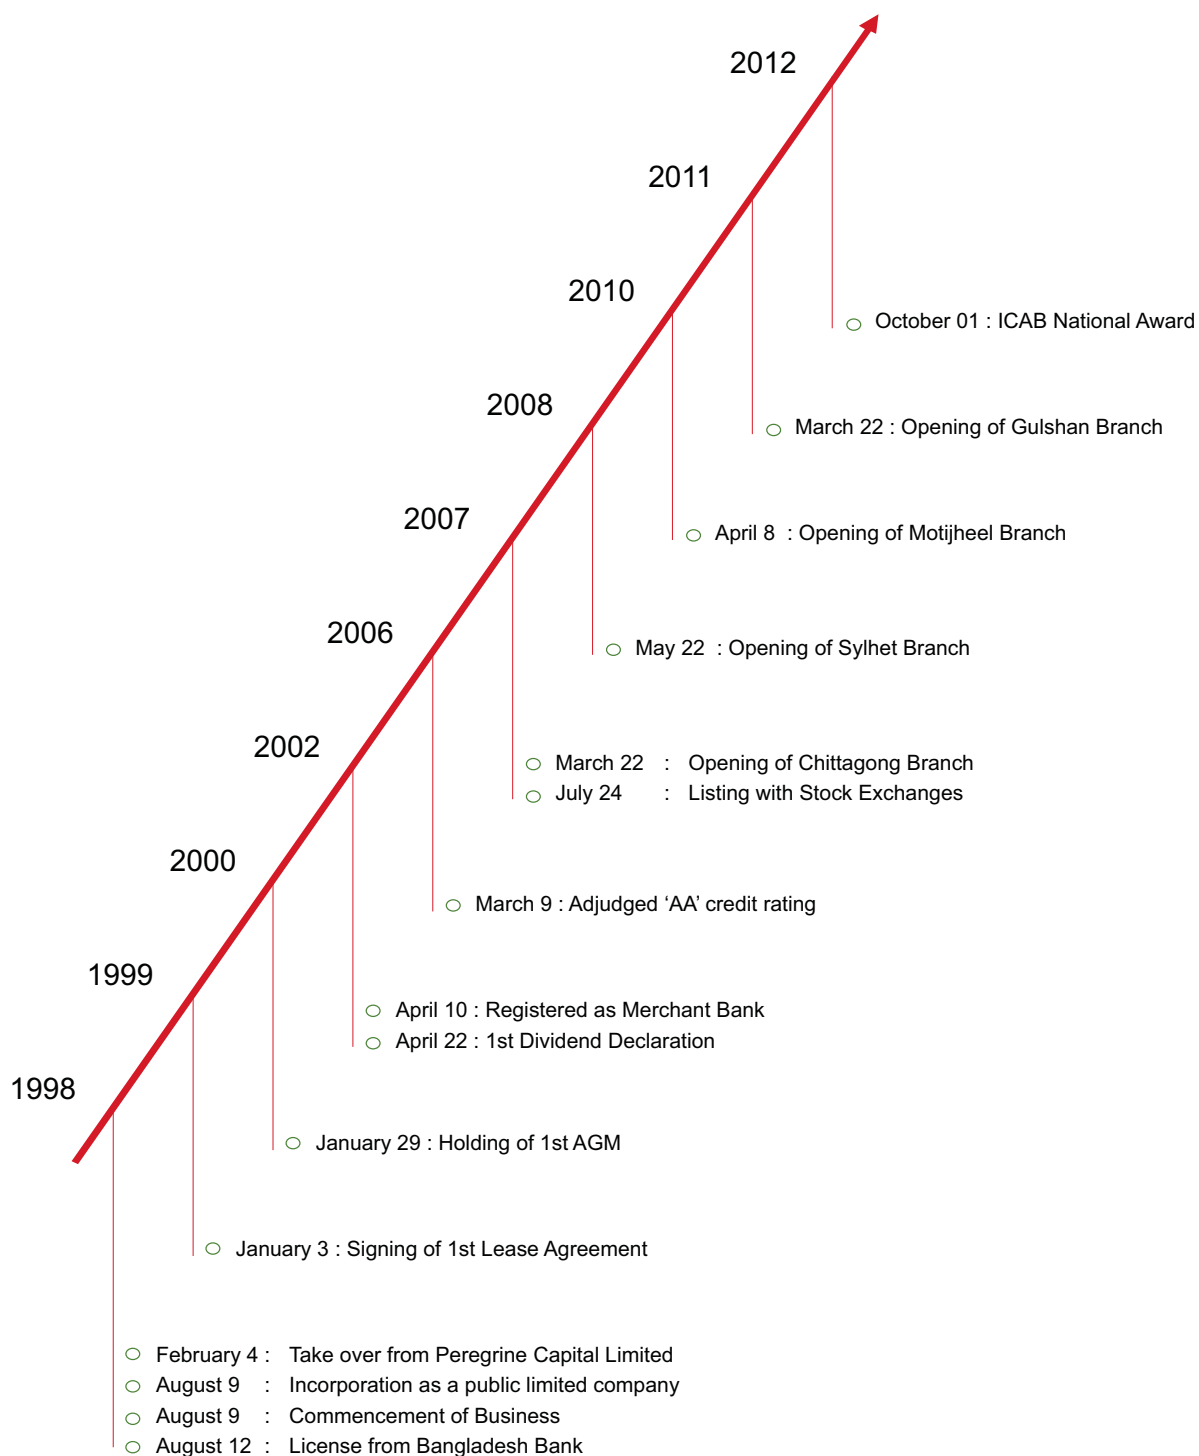 2012
2011
2010
October 01 : ICAB National Award
2008
March 22 : Opening of Gulshan Branch
2007
April 8 : Opening of Motijheel Branch
2006
May 22 : Opening of Sylhet Branch
2002
March 22 : Opening of Chittagong Branch
July 24 : Listing with Stock Exchanges
2000
March 9 : Adjudged ‘AA’ credit rating
1999
April 10 : Registered as Merchant Bank
April 22 : 1st Dividend Declaration
1998
January 29 : Holding of 1st AGM
January 3 : Signing of 1st Lease Agreement
February 4 : Take over from Peregrine Capital Limited
August 9 : Incorporation as a public limited company
August 9 : Commencement of Business
August 12 : License from Bangladesh Bank